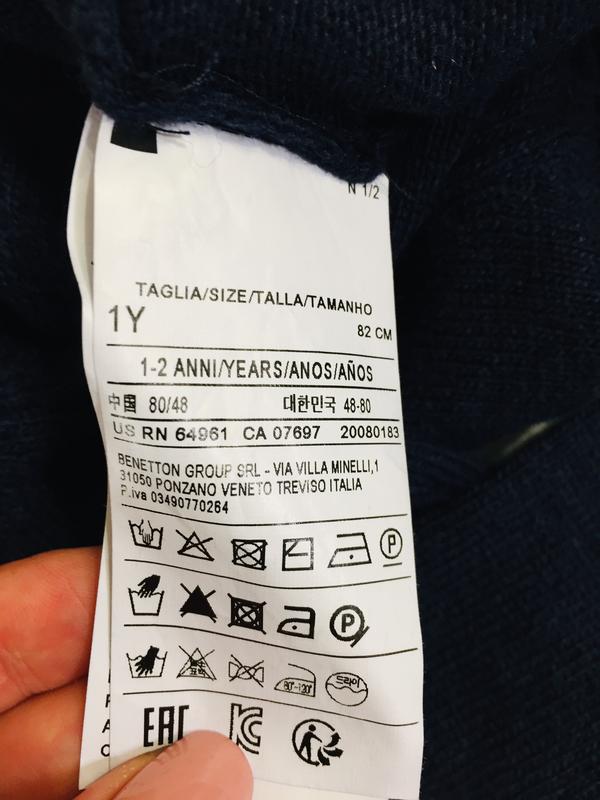 N 1/2
TAGLIA/SIZE/TALLA/TAMANHO
1Y
82 CM
1-2 ANNI/YEARS/ANOS/AÑOS
中国 80/48 대한민국 48-80
US RN 64961 CA 07697 20080183
BENETTON GROUP SRL - VIA VILLA MINELLI,1
31050 PONZANO VENETO TREVISO ITALIA
P.iva 03490770264
P
P
80°-120° 드라이
EAC